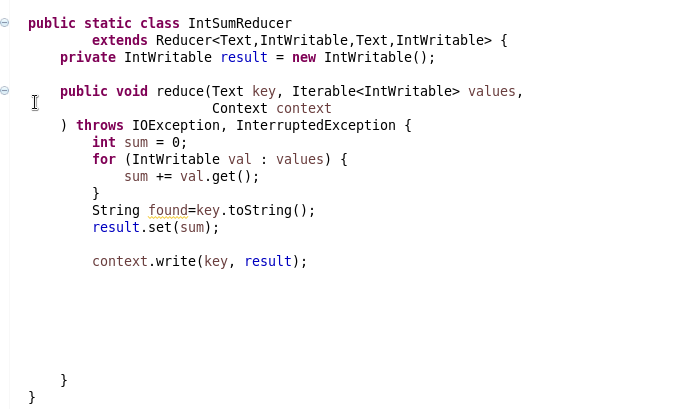 public static class IntSumReducer
extends Reducer<Text,IntWritable,Text,IntWritable> {
private IntWritable result = new IntWritable();
public void reduce(Text key, Iterable<IntWritable> values,
Context context
) throws IOException, InterruptedException {
int sum = 0;
for (IntWritable val : values) {
sum += val.get();
}
String found=key.toString();
result.set(sum);
context.write(key, result);
}
}